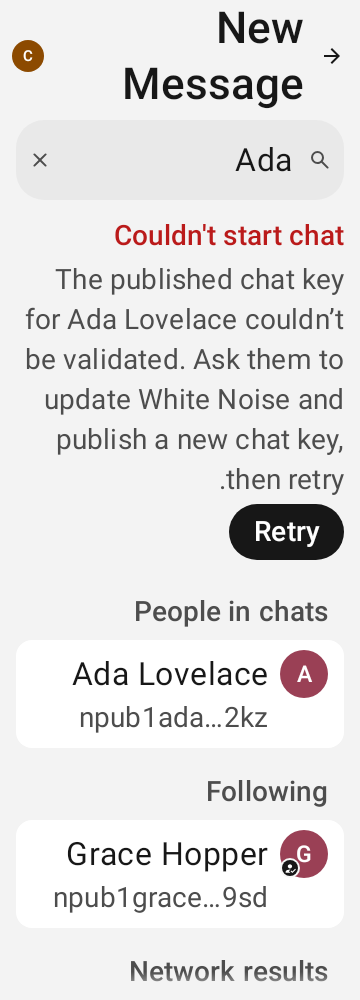 New
Message
C
Ada
Couldn't start chat
The published chat key
for Ada Lovelace couldn’t
be validated. Ask them to
update White Noise and
publish a new chat key,
.then retry
Retry
People in chats
Ada Lovelace
A
npub1ada…2kz
Following
Grace Hopper
G
npub1grace…9sd
Network results